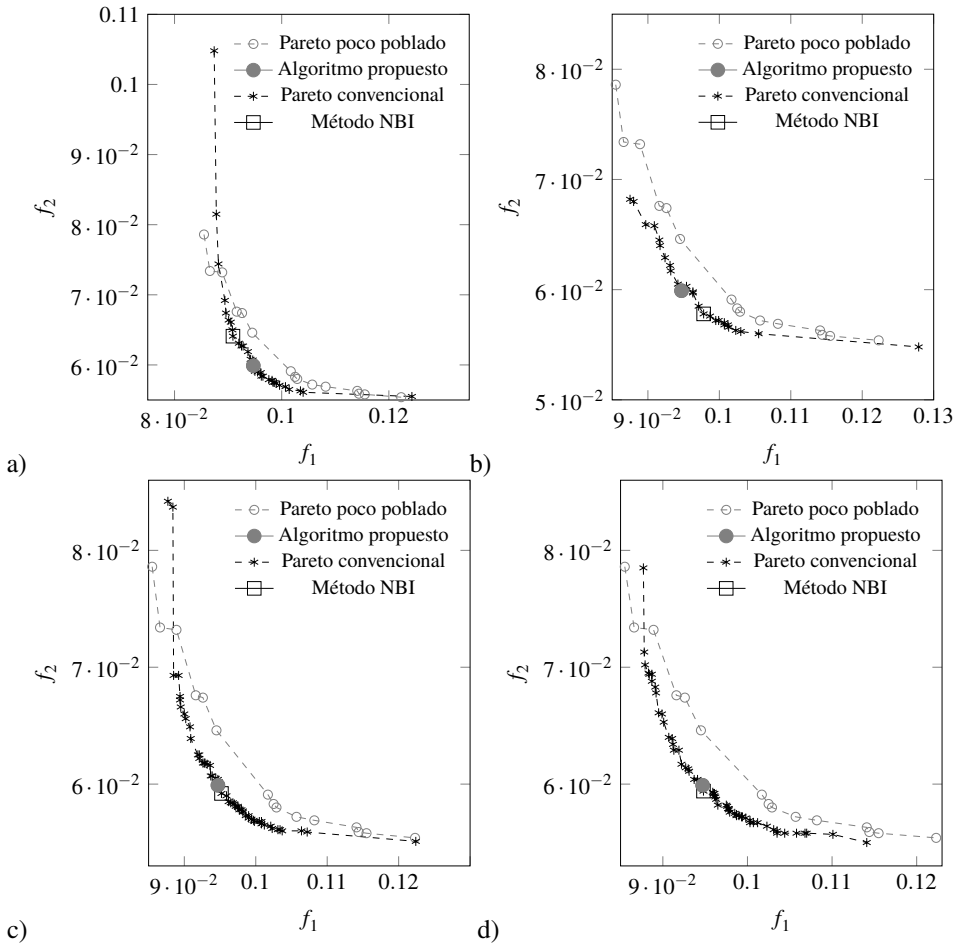 0.11
0.1
9·10⁻²
8·10⁻²
7·10⁻²
6·10⁻²
f₂
Pareto poco poblado
Algoritmo propuesto
Pareto convencional
Método NBI
8·10⁻² 0.1 0.12
f₁
a)
8·10⁻²
7·10⁻²
6·10⁻²
5·10⁻²
f₂
Pareto poco poblado
Algoritmo propuesto
Pareto convencional
Método NBI
9·10⁻² 0.1 0.11 0.12 0.13
f₁
b)
8·10⁻²
7·10⁻²
6·10⁻²
f₂
Pareto poco poblado
Algoritmo propuesto
Pareto convencional
Método NBI
9·10⁻² 0.1 0.11 0.12
f₁
c)
8·10⁻²
7·10⁻²
6·10⁻²
f₂
Pareto poco poblado
Algoritmo propuesto
Pareto convencional
Método NBI
9·10⁻² 0.1 0.11 0.12
f₁
d)